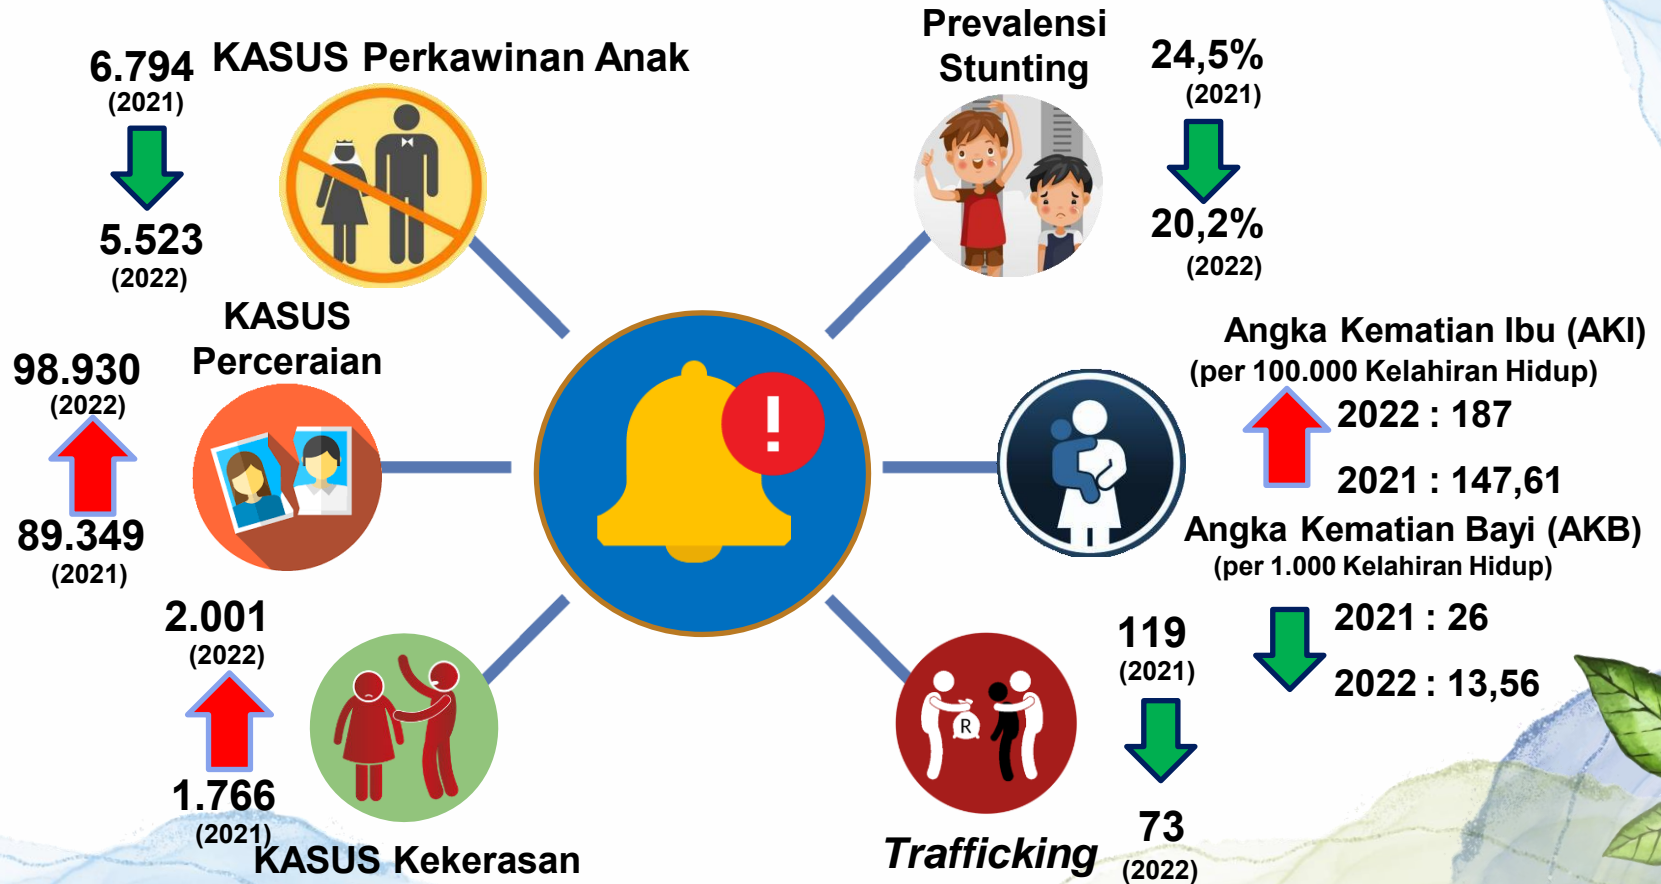 KASUS Perkawinan Anak
6.794
(2021)
5.523
(2022)
KASUS
Perceraian
98.930
(2022)
89.349
(2021)
2.001
(2022)
1.766
(2021)
KASUS Kekerasan
Prevalensi
Stunting
24,5%
(2021)
20,2%
(2022)
Angka Kematian Ibu (AKI)
(per 100.000 Kelahiran Hidup)
2022 : 187
2021 : 147,61
Angka Kematian Bayi (AKB)
(per 1.000 Kelahiran Hidup)
2021 : 26
2022 : 13,56
119
(2021)
R
73
(2022)
Trafficking
!